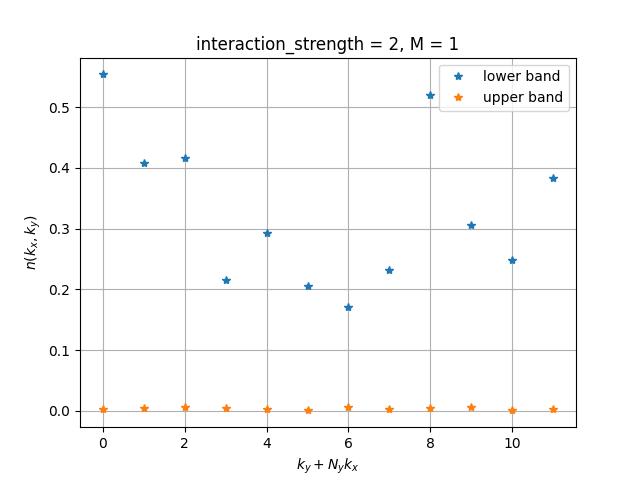 interaction_strength = 2, M = 1
lower band
upper band
n(k_x, k_y)
0.5
0.4
0.3
0.2
0.1
0.0
0 2 4 6 8 10
k_y + N_y k_x